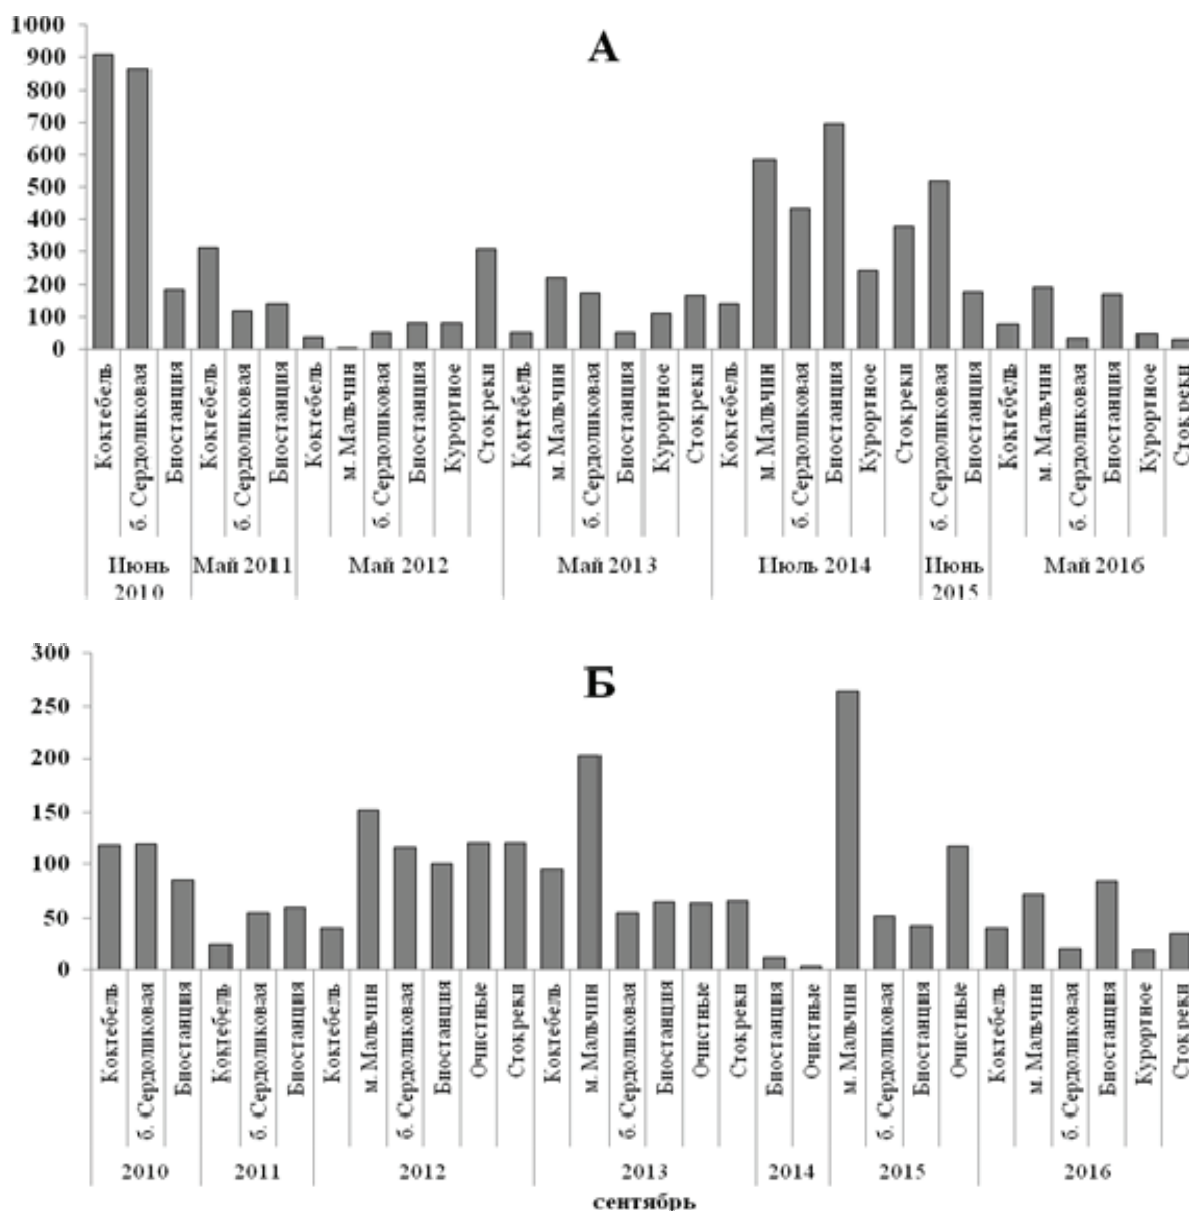 А
1000
900
800
700
600
500
400
300
200
100
0
Коктебель
б. Сердоликовая
Биостанция
Коктебель
б. Сердоликовая
Биостанция
Коктебель
м. Мальчин
б. Сердоликовая
Биостанция
Курортное
Сток реки
Коктебель
м. Мальчин
б. Сердоликовая
Биостанция
Курортное
Сток реки
Коктебель
м. Мальчин
б. Сердоликовая
Биостанция
Курортное
Сток реки
б. Сердоликовая
Биостанция
Коктебель
м. Мальчин
б. Сердоликовая
Биостанция
Курортное
Сток реки
Июнь 2010
Май 2011
Май 2012
Май 2013
Июль 2014
Июнь 2015
Май 2016
Б
300
250
200
150
100
50
0
Коктебель
б. Сердоликовая
Биостанция
Коктебель
б. Сердоликовая
Биостанция
Коктебель
м. Мальчин
б. Сердоликовая
Биостанция
Очистные
Сток реки
Коктебель
м. Мальчин
б. Сердоликовая
Биостанция
Очистные
Сток реки
Биостанция
Очистные
м. Мальчин
б. Сердоликовая
Биостанция
Очистные
Коктебель
м. Мальчин
б. Сердоликовая
Биостанция
Курортное
Сток реки
2010
2011
2012
2013
2014
2015
2016
сентябрь